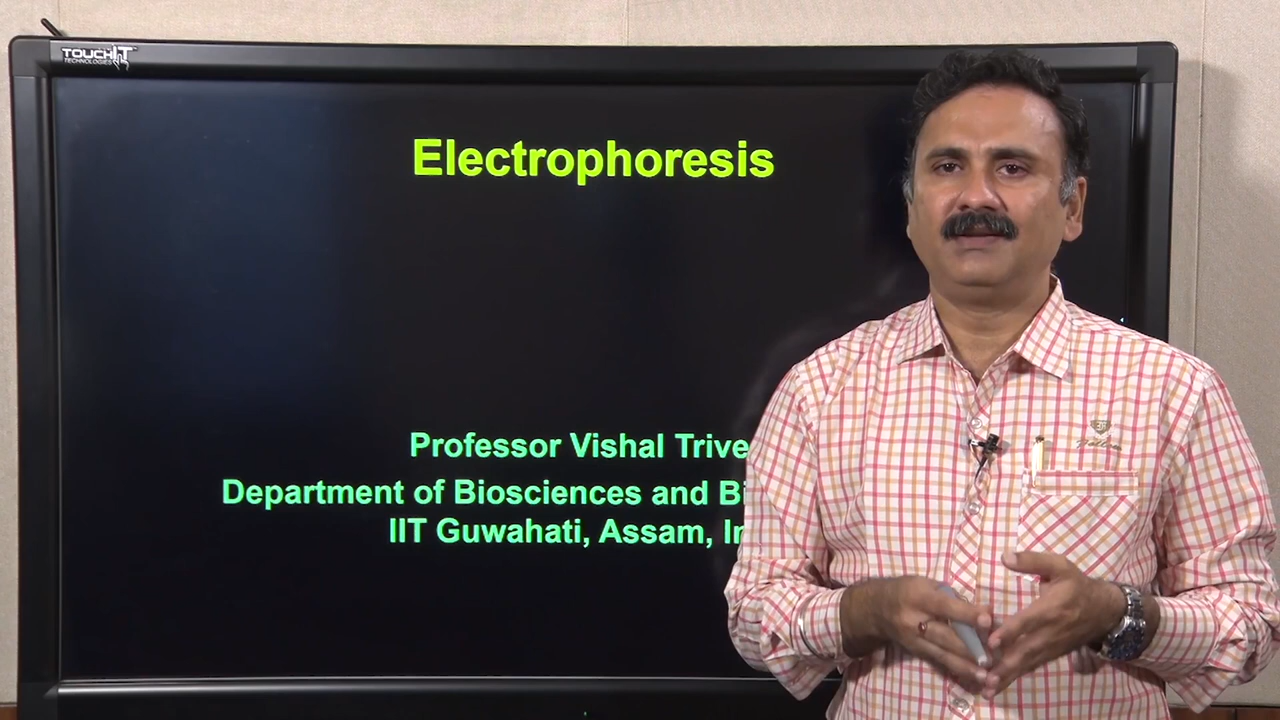 TOUCHIT
TECHNOLOGIES
Electrophoresis
Professor Vishal Trive
Department of Biosciences and Bi
IIT Guwahati, Assam, In